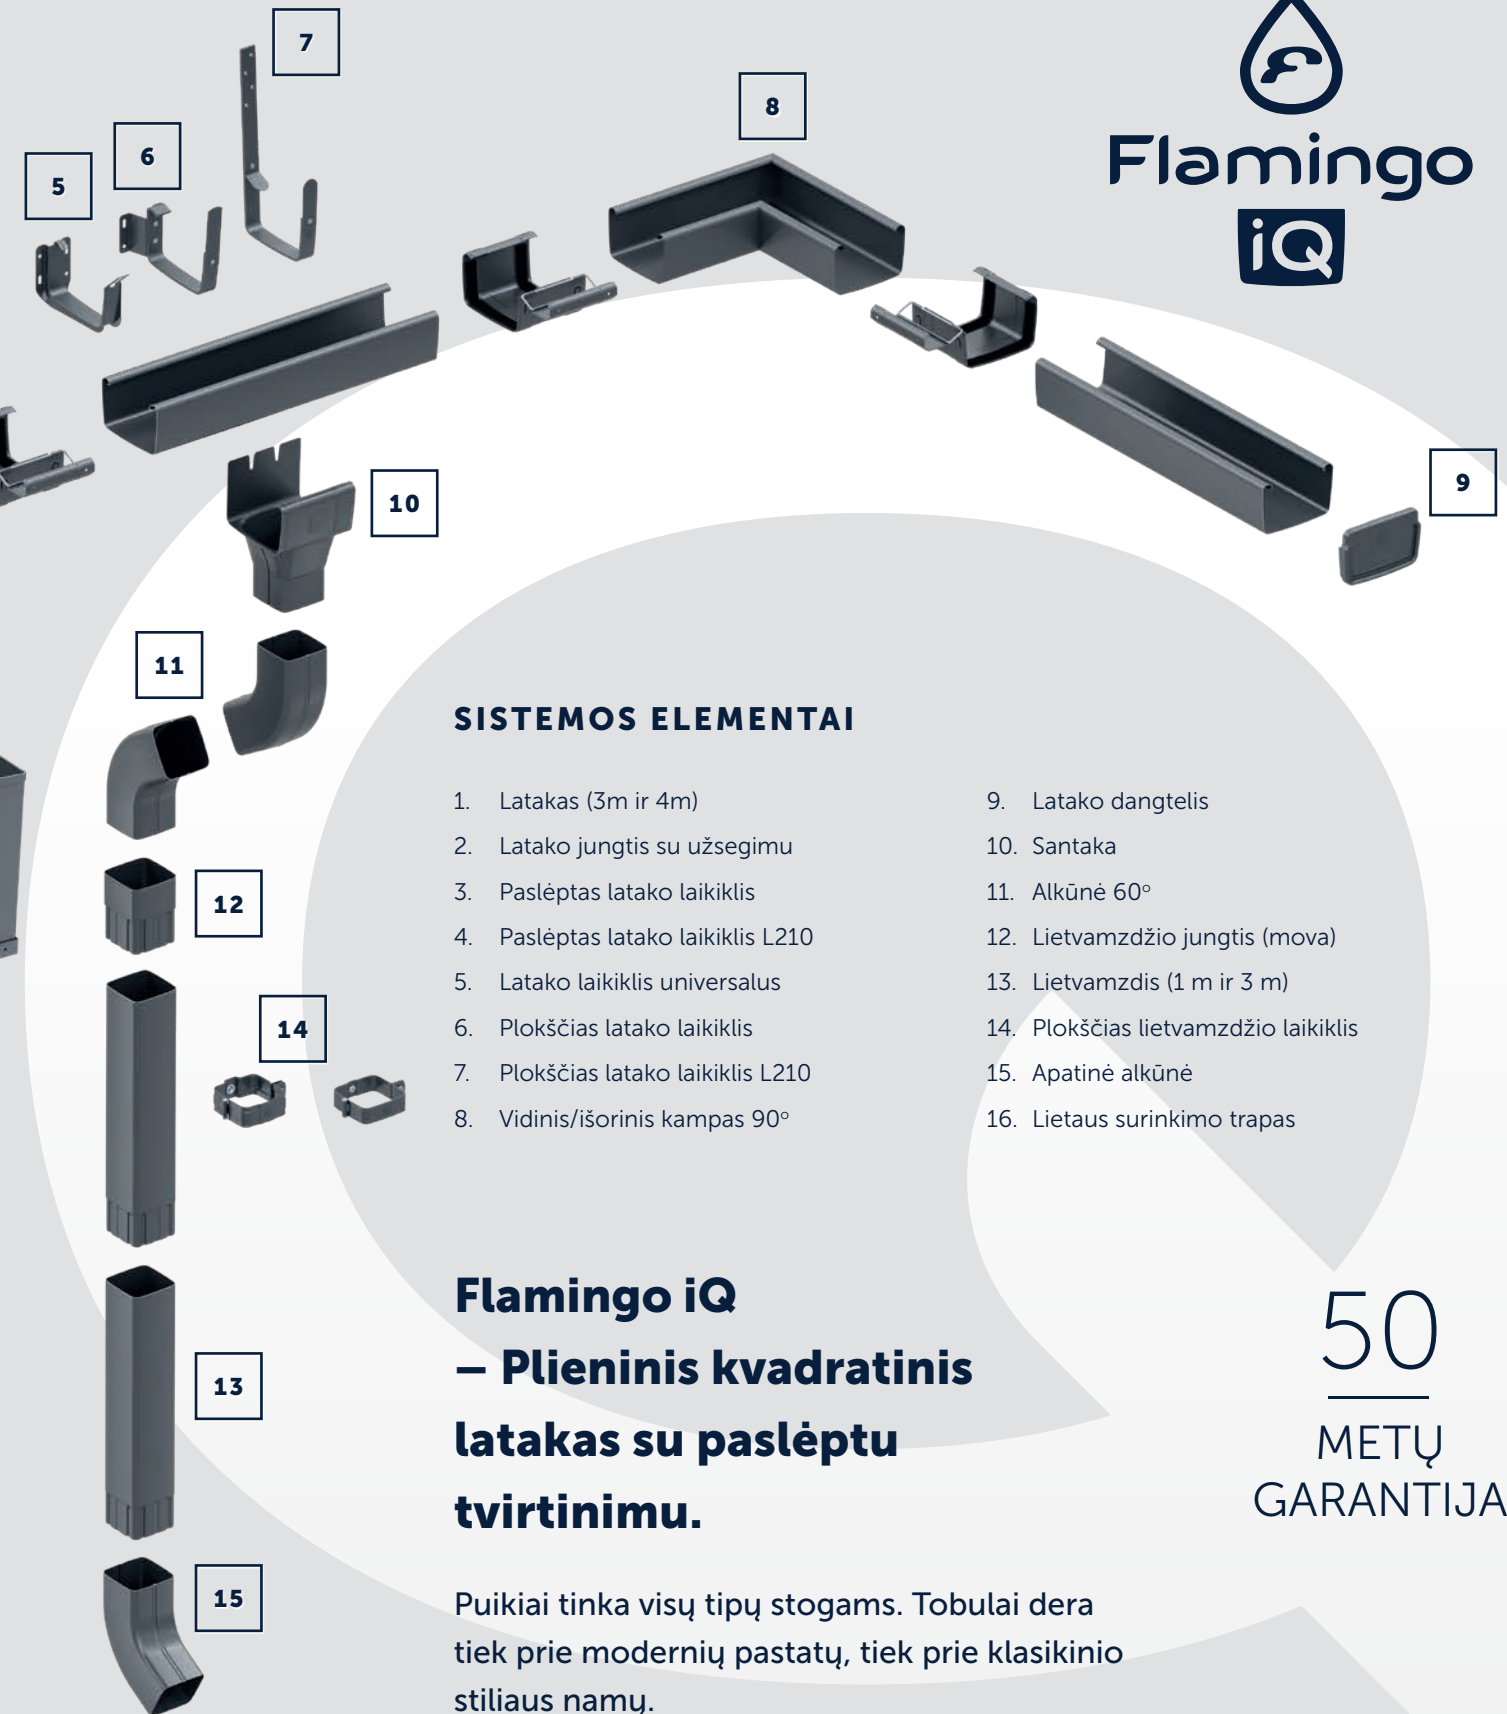 7
8
6
5
Flamingo
iQ
9
10
11
SISTEMOS ELEMENTAI
1. Latakas (3m ir 4m)
2. Latako jungtis su užsegimu
3. Paslėptas latako laikiklis
4. Paslėptas latako laikiklis L210
5. Latako laikiklis universalus
6. Plokščias latako laikiklis
7. Plokščias latako laikiklis L210
8. Vidinis/išorinis kampas 90°
9. Latako dangtelis
10. Santaka
11. Alkūnė 60°
12. Lietvamzdžio jungtis (mova)
13. Lietvamzdis (1 m ir 3 m)
14. Plokščias lietvamzdžio laikiklis
15. Apatinė alkūnė
16. Lietaus surinkimo trapas
12
14
13
15
Flamingo iQ
– Plieninis kvadratinis
latakas su paslėptu
tvirtinimu.
50
METŲ
GARANTIJA
Puikiai tinka visų tipų stogams. Tobulai dera
tiek prie modernių pastatų, tiek prie klasikinio
stiliaus namų.